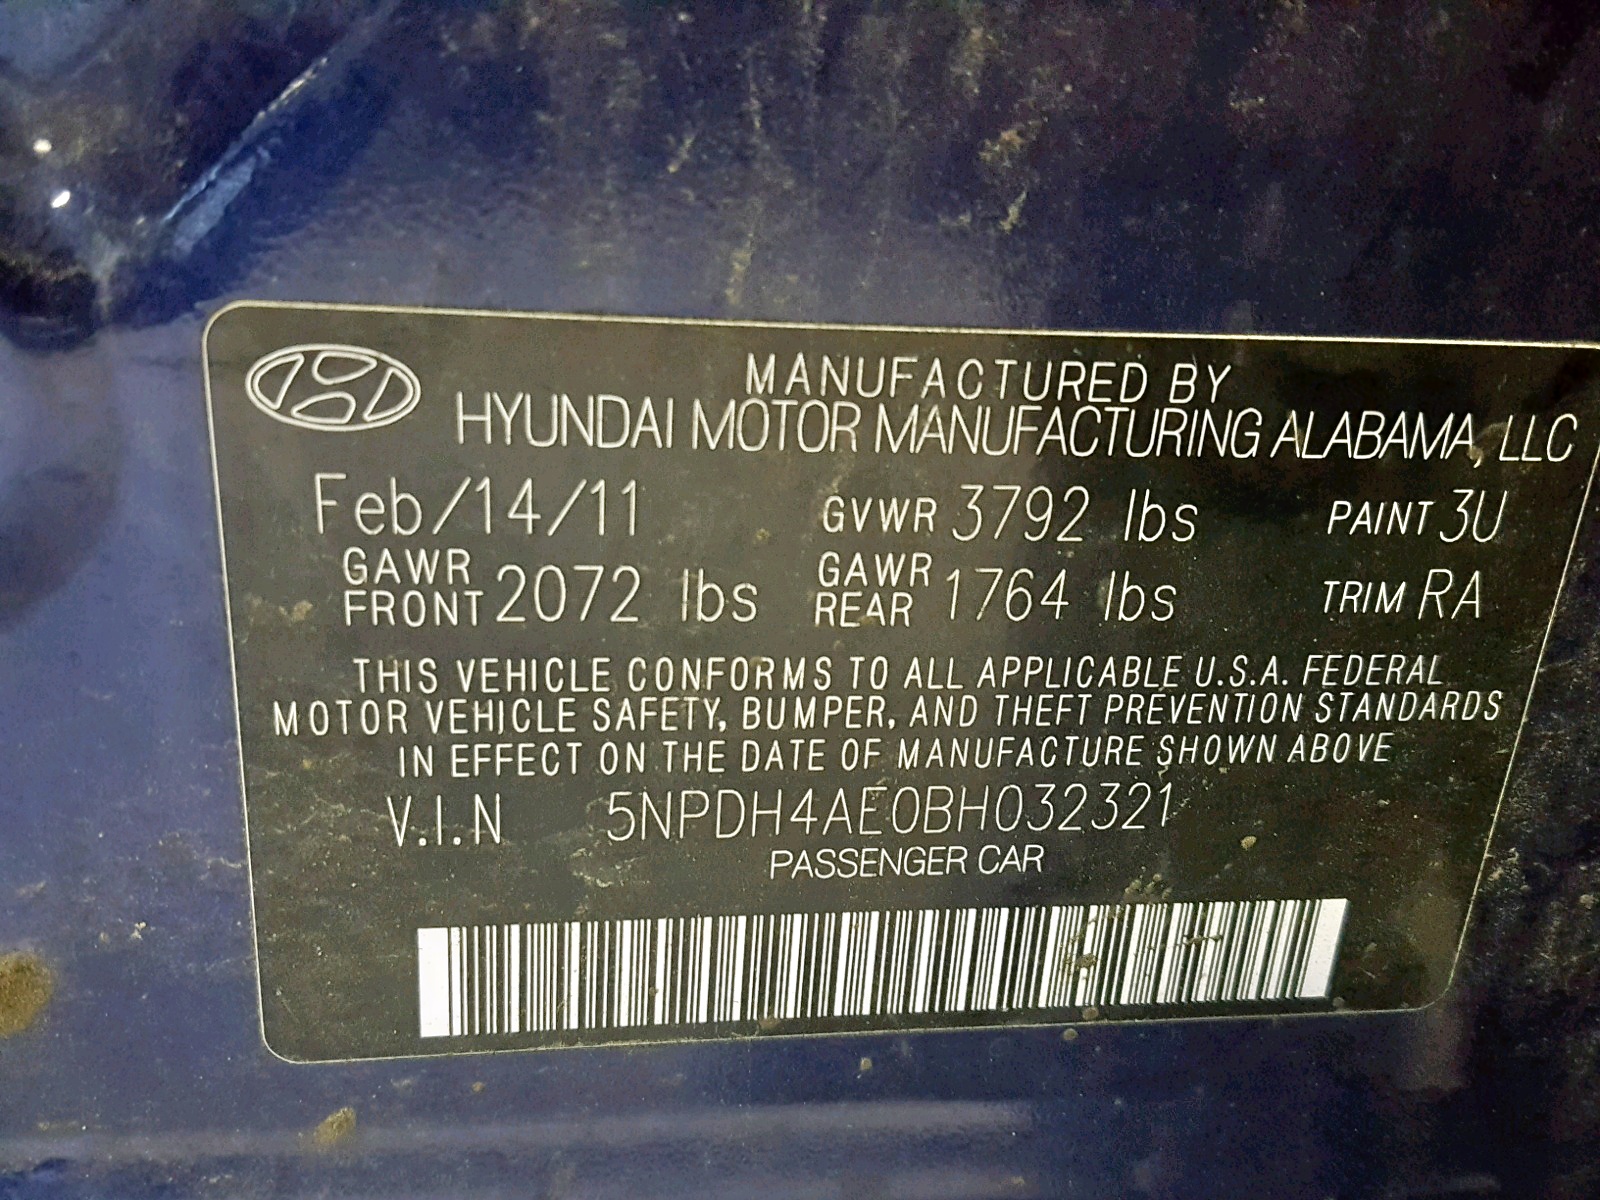 MANUFACTURED BY
HYUNDAI MOTOR MANUFACTURING ALABAMA, LLC
Feb/14/11 GVWR 3792 lbs PAINT 3U
GAWR FRONT 2072 lbs GAWR REAR 1764 lbs TRIM RA
THIS VEHICLE CONFORMS TO ALL APPLICABLE U.S.A. FEDERAL
MOTOR VEHICLE SAFETY, BUMPER, AND THEFT PREVENTION STANDARDS
IN EFFECT ON THE DATE OF MANUFACTURE SHOWN ABOVE
V.I.N 5NPDH4AE0BH032321
PASSENGER CAR